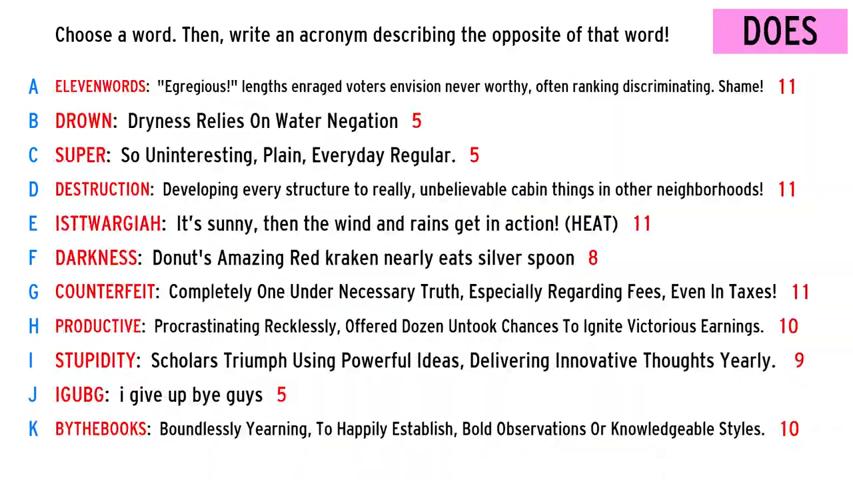 Choose a word. Then, write an acronym describing the opposite of that word!
DOES
A ELEVENWORDS: "Egregious!" lengths enraged voters envision never worthy, often ranking discriminating. Shame! 11
B DROWN: Dryness Relies On Water Negation 5
C SUPER: So Uninteresting, Plain, Everyday Regular. 5
D DESTRUCTION: Developing every structure to really, unbelievable cabin things in other neighborhoods! 11
E ISTTWARGIAH: It's sunny, then the wind and rains get in action! (HEAT) 11
F DARKNESS: Donut's Amazing Red kraken nearly eats silver spoon 8
G COUNTERFEIT: Completely One Under Necessary Truth, Especially Regarding Fees, Even In Taxes! 11
H PRODUCTIVE: Procrastinating Recklessly, Offered Dozen Untook Chances To Ignite Victorious Earnings. 10
I STUPIDITY: Scholars Triumph Using Powerful Ideas, Delivering Innovative Thoughts Yearly. 9
J IGUBG: i give up bye guys 5
K BYTHEBOOKS: Boundlessly Yearning, To Happily Establish, Bold Observations Or Knowledgeable Styles. 10